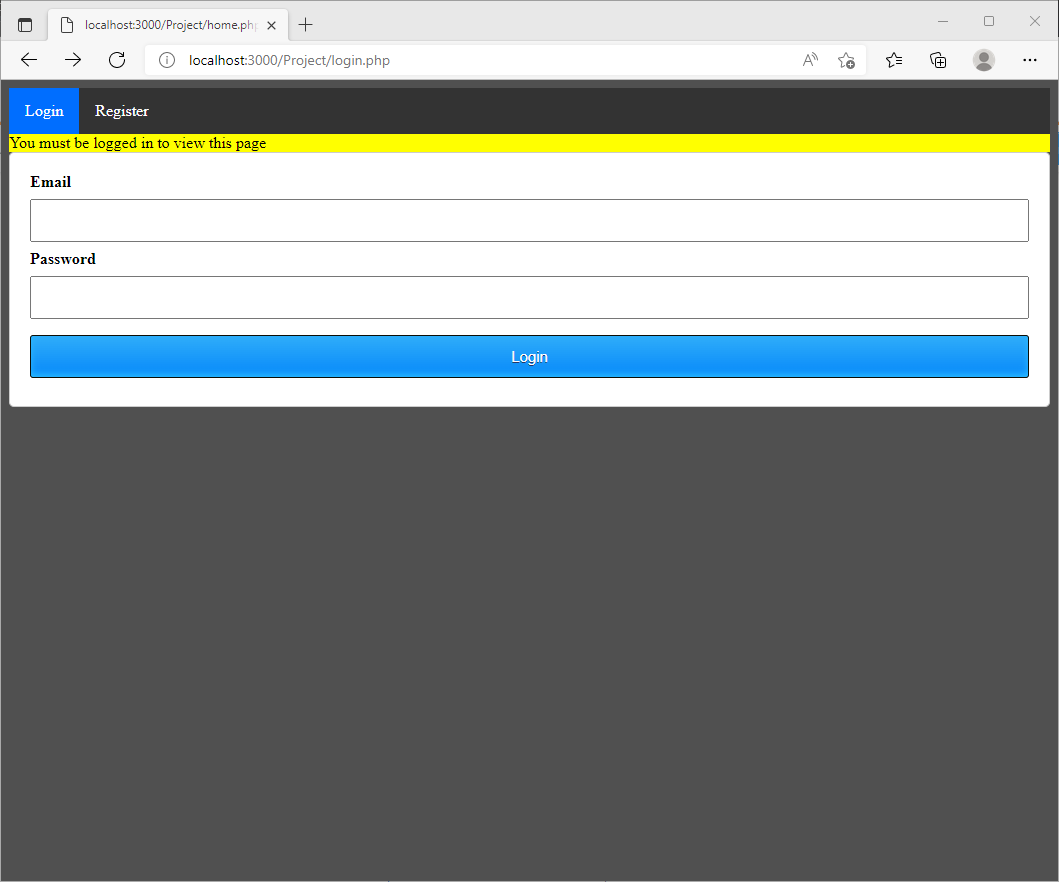 localhost:3000/Project/home.php
localhost:3000/Project/login.php
Login Register
You must be logged in to view this page
Email
Password
Login